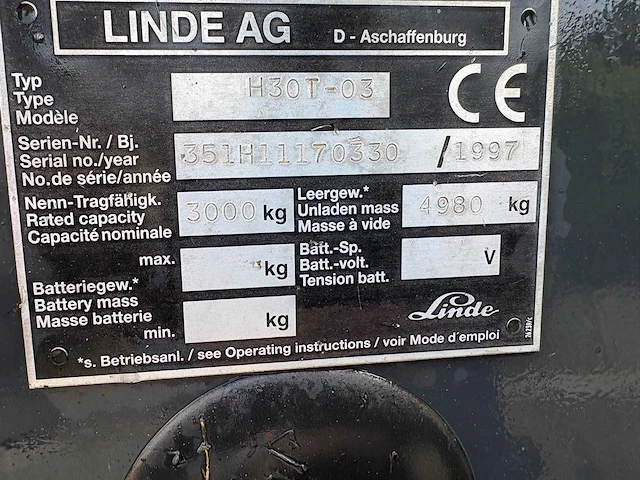 LINDE AG D - Aschaffenburg
Typ
Type H30T-03 CE
Modèle
Serien-Nr. / Bj.
Serial no./year 351H11170330 /1997
No. de série/année
Nenn-Tragfähigk. Leergew.*
Rated capacity 3000 kg Unladen mass 4980 kg
Capacité nominale Masse à vide
max. kg Batt.-Sp.
Batt.-volt. V
Tension batt.
Batteriegew.*
Battery mass
Masse batterie Linde
min. kg
*s. Betriebsanl. / see Operating instructions / voir Mode d'emploi